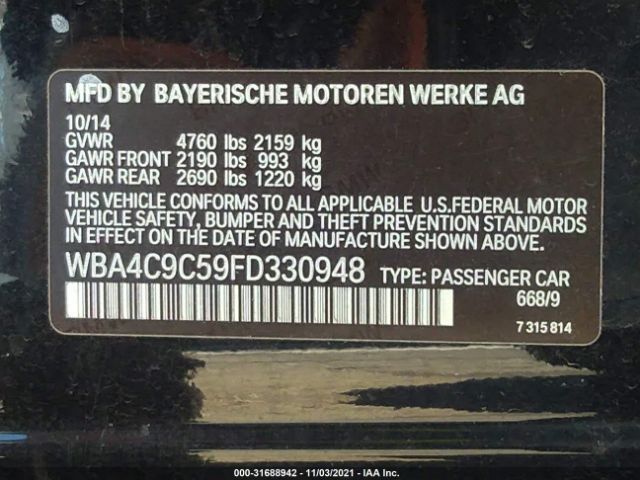 MFD BY BAYERISCHE MOTOREN WERKE AG
10/14
GVWR 4760 lbs 2159 kg
GAWR FRONT 2190 lbs 993 kg
GAWR REAR 2690 lbs 1220 kg
THIS VEHICLE CONFORMS TO ALL APPLICABLE U.S.FEDERAL MOTOR
VEHICLE SAFETY, BUMPER AND THEFT PREVENTION STANDARDS
IN EFFECT ON THE DATE OF MANUFACTURE SHOWN ABOVE.
WBA4C9C59FD330948 TYPE: PASSENGER CAR
668/9
7 315 814
000-31688942 - 11/03/2021 - IAA Inc.